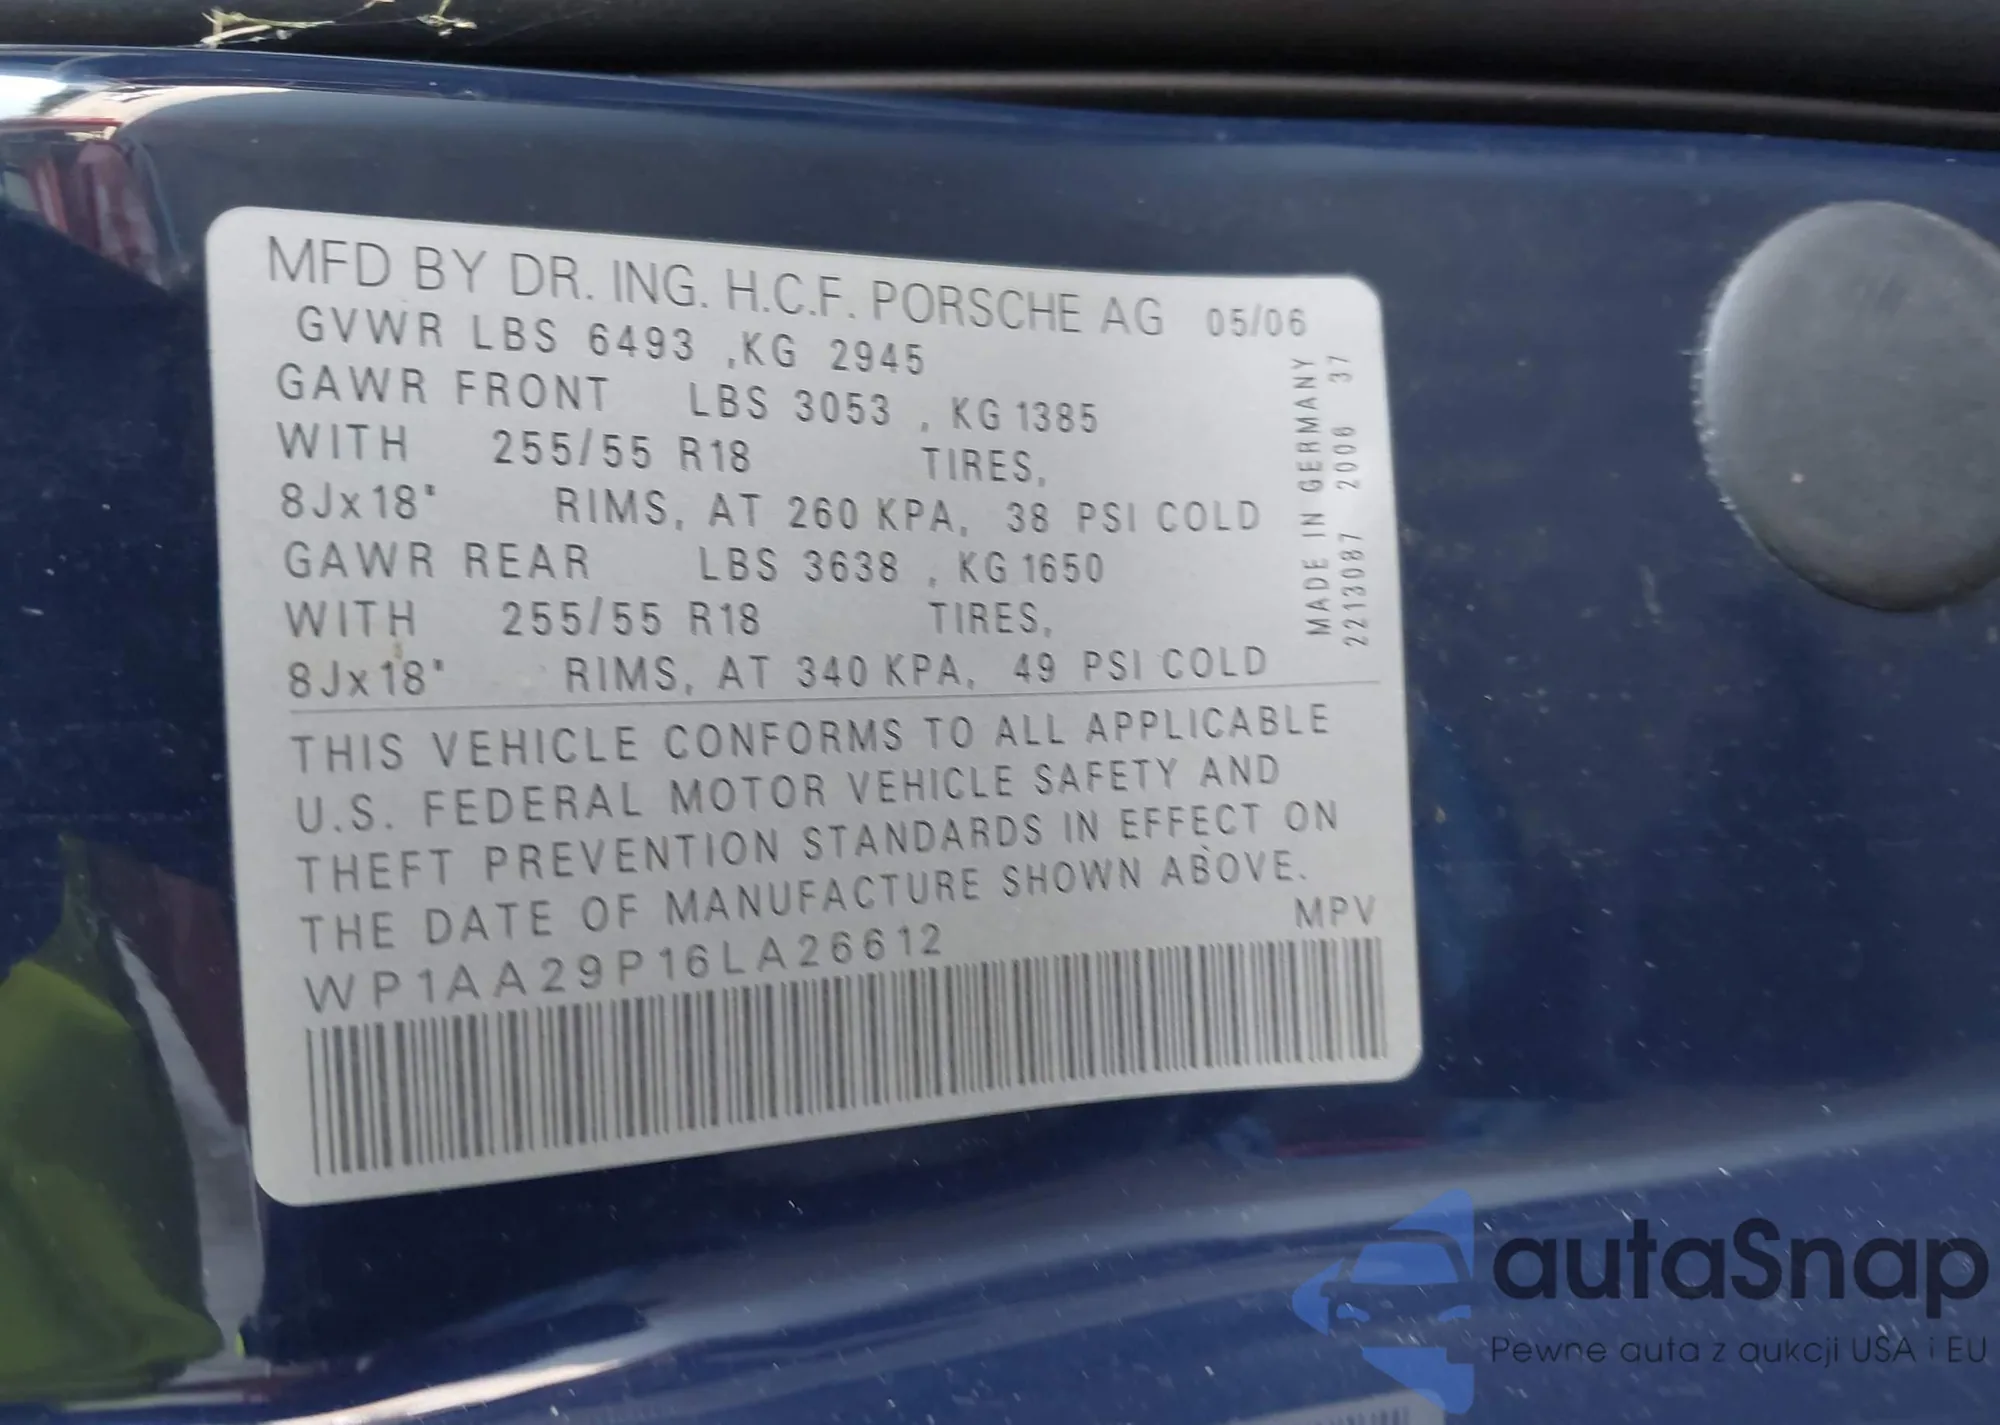 MFD BY DR. ING. H.C.F. PORSCHE AG 05/06
GVWR LBS 6493 ,KG 2945
GAWR FRONT LBS 3053 , KG 1385
WITH 255/55 R18 TIRES,
8Jx18" RIMS, AT 260 KPA, 38 PSI COLD
GAWR REAR LBS 3638 , KG 1650
WITH 255/55 R18 TIRES,
8Jx18" RIMS, AT 340 KPA, 49 PSI COLD
MADE IN GERMANY
2213087 2006 37
THIS VEHICLE CONFORMS TO ALL APPLICABLE
U.S. FEDERAL MOTOR VEHICLE SAFETY AND
THEFT PREVENTION STANDARDS IN EFFECT ON
THE DATE OF MANUFACTURE SHOWN ABOVE.
WP1AA29P16LA26612 MPV
autaSnap
Pewne auta z aukcji USA i EU